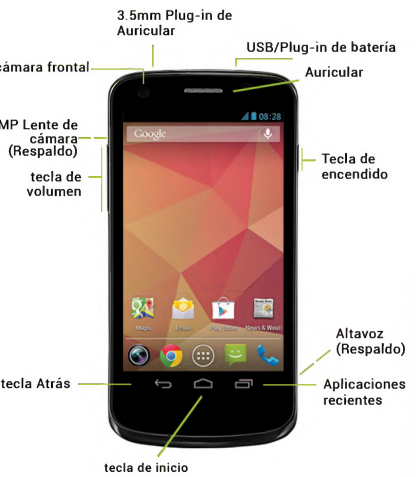 3.5mm Plug-in de
Auricular
USB/Plug-in de batería
cámara frontal
Auricular
08:28
Google
MP Lente de
cámara
(Respaldo)
tecla de
volumen
Tecla de
encendido
Maps
Email
Play Store
News & Weat
Altavoz
(Respaldo)
tecla Atrás
Aplicaciones
recientes
tecla de inicio